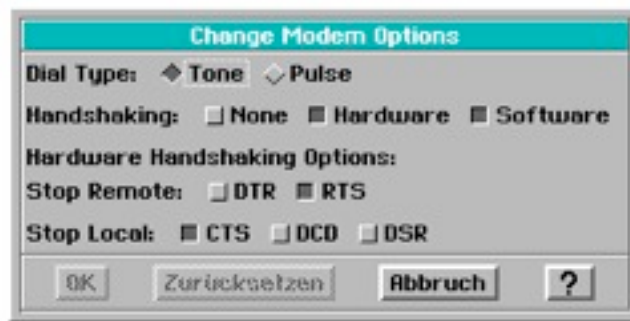 Change Modem Options
Dial Type: Tone Pulse
Handshaking: None Hardware Software
Hardware Handshaking Options:
Stop Remote: DTR RTS
Stop Local: CTS DCD DSR
OK Zurücksetzen Abbruch ?